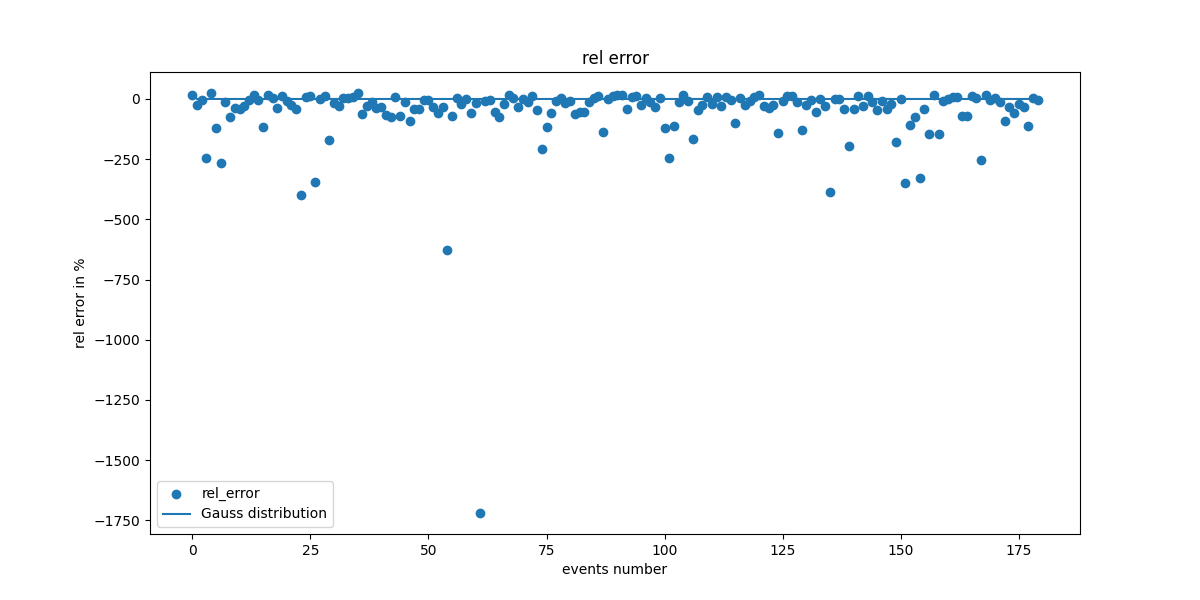 rel error
0
−250
−500
−750
−1000
−1250
−1500
−1750
rel error in %
rel_error
Gauss distribution
0 25 50 75 100 125 150 175
events number